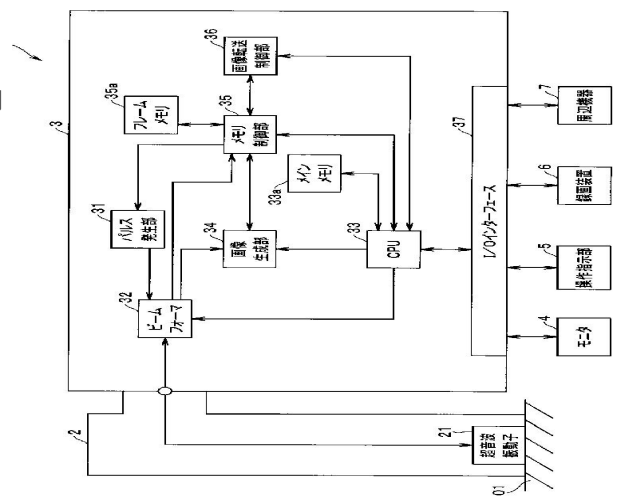 3
36
画像転送
制御部
35a
フレーム
メモリ
35
メモリ
制御部
33a
メイン
メモリ
31
パルス
発生部
34
画像
生成部
33
CPU
32
ビーム
フォーマ
37
I/Oインターフェース
7
周辺機器
6
録画装置
5
操作指示部
4
モニタ
2
21
超音波
振動子
01